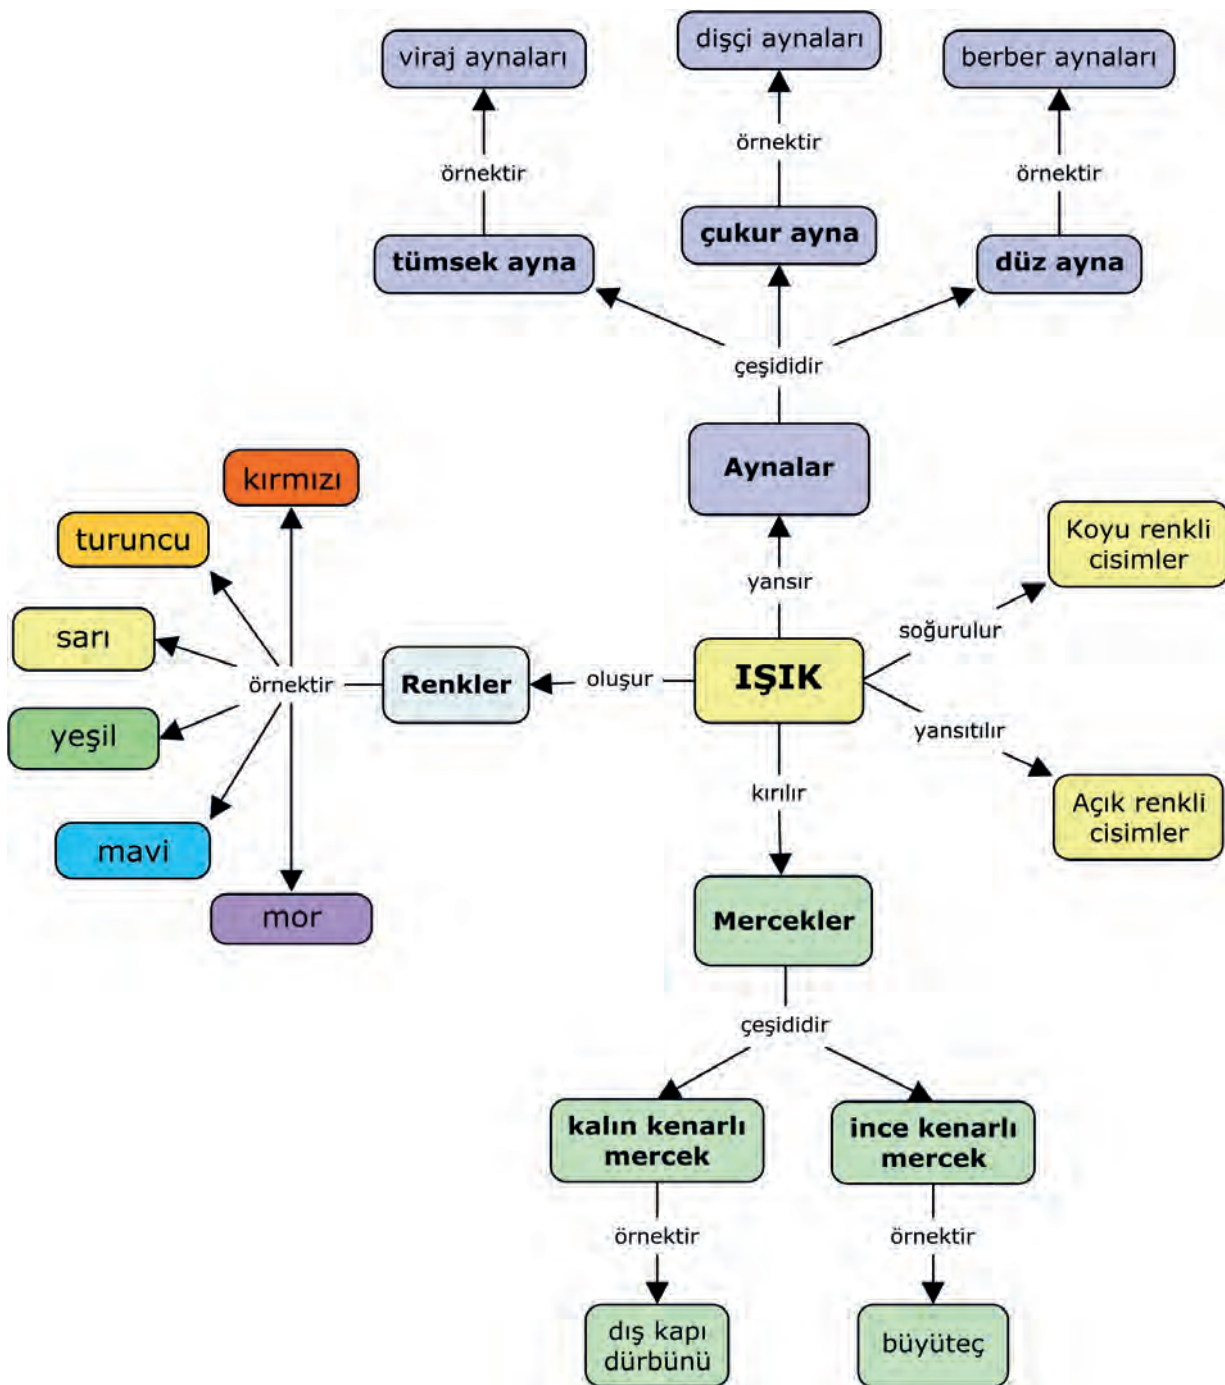 viraj aynaları
dişçi aynaları
berber aynaları
örnektir
örnektir
örnektir
tümsek ayna
çukur ayna
düz ayna
çeşididir
Aynalar
yansır
kırmızı
turuncu
sarı
yeşil
mavi
mor
örnektir
Renkler
oluşur
IŞIK
soğurulur
Koyu renkli
cisimler
yansıtılır
Açık renkli
cisimler
kırılır
Mercekler
çeşididir
kalın kenarlı
mercek
ince kenarlı
mercek
örnektir
örnektir
dış kapı
dürbünü
büyüteç